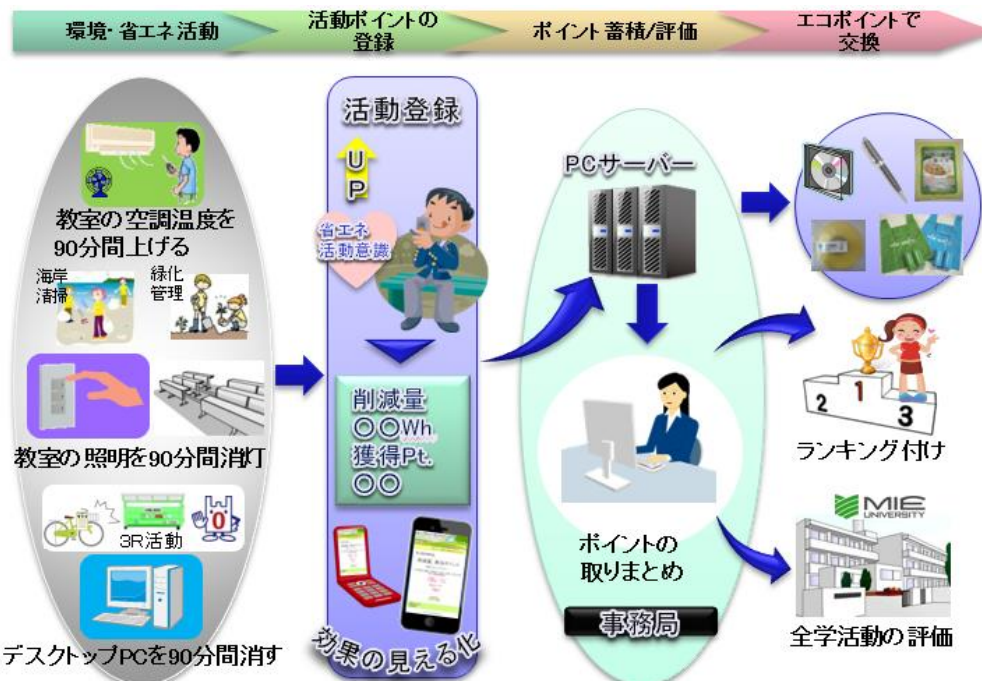 環境・省エネ活動
活動ポイントの
登録
ポイント蓄積/評価
エコポイントで
交換
教室の空調温度を
90分間上げる
海岸
清掃
緑化
管理
教室の照明を90分間消灯
3R活動
デスクトップPCを90分間消す
活動登録
UP
省エネ
活動意識
削減量
〇〇Wh
獲得Pt.
〇〇
効果の見える化
PCサーバー
ポイントの
取りまとめ
事務局
1
2
3
ランキング付け
MIE
UNIVERSITY
全学活動の評価